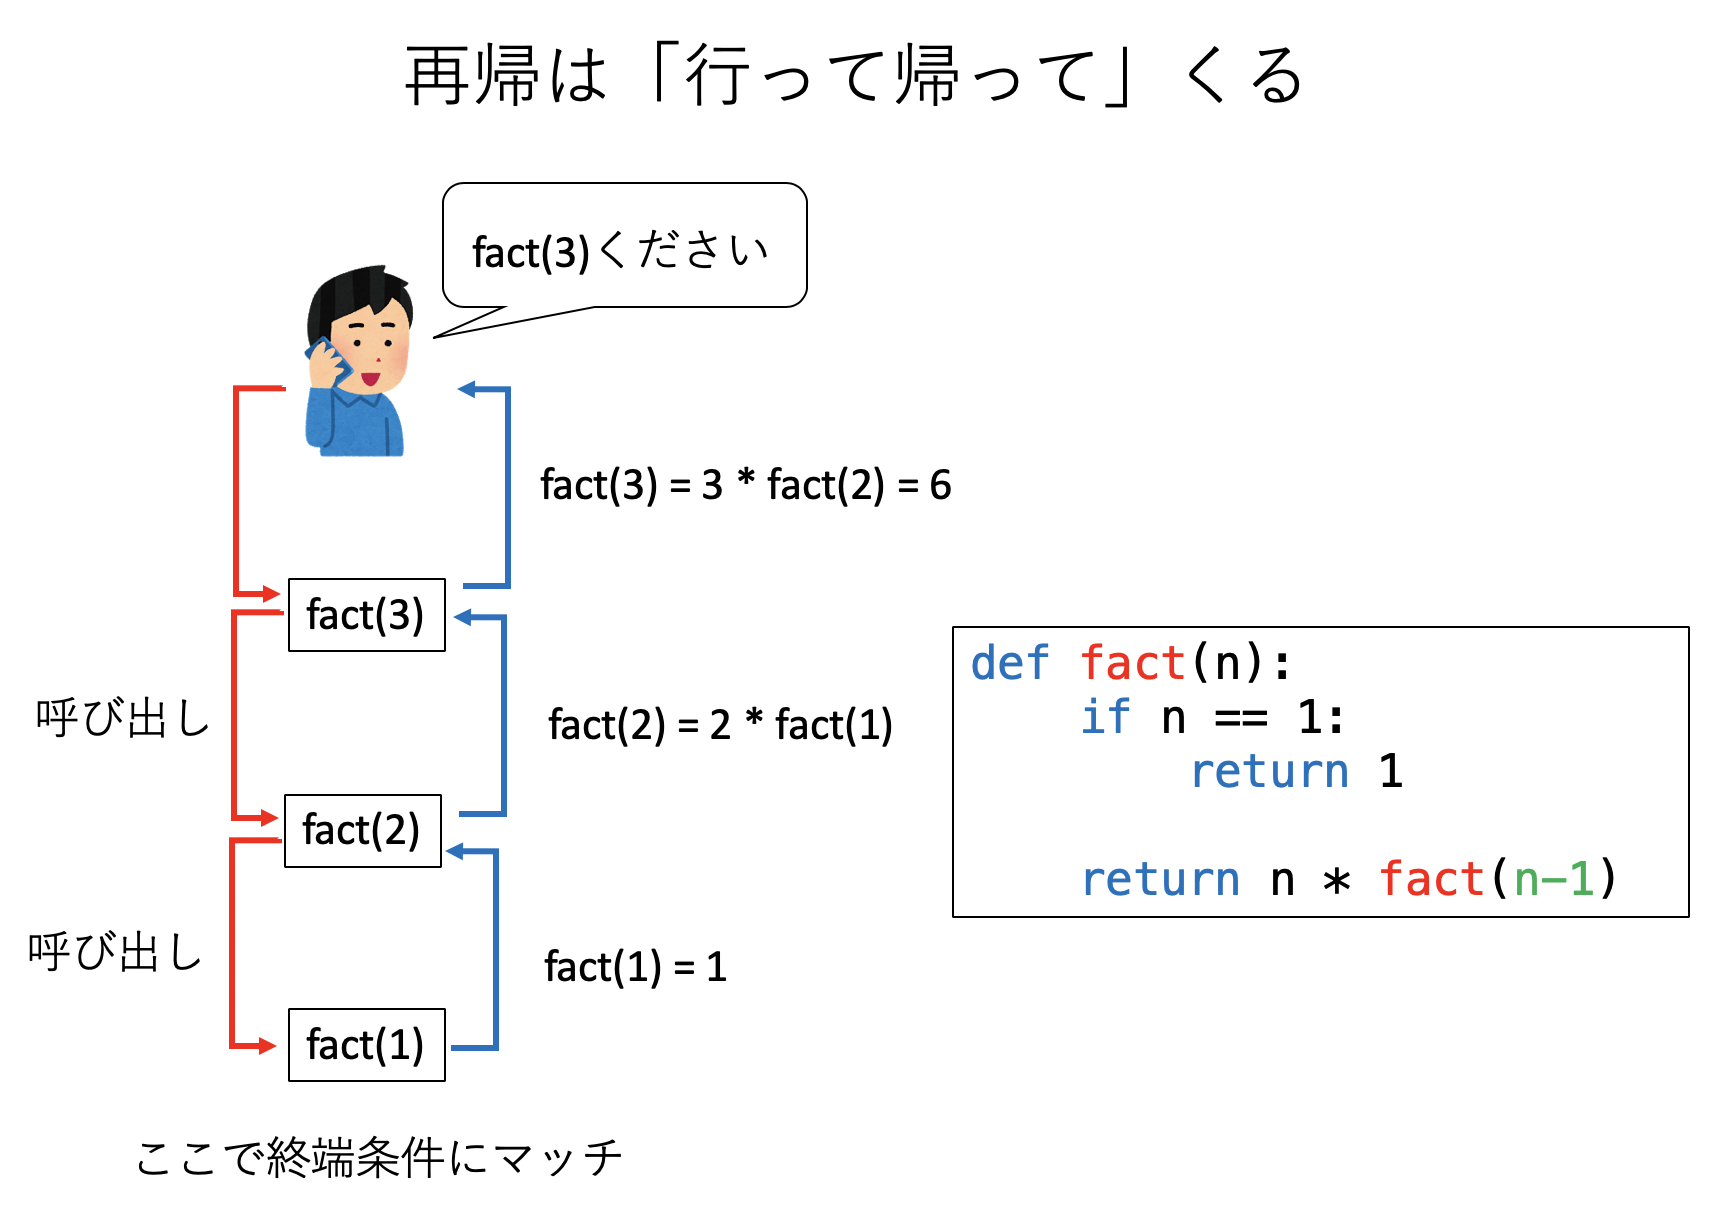 再帰は「行って帰って」くる
fact(3)ください
fact(3) = 3 * fact(2) = 6
fact(3)
呼び出し
fact(2) = 2 * fact(1)
fact(2)
呼び出し
fact(1) = 1
fact(1)
ここで終端条件にマッチ
def fact(n):
    if n == 1:
        return 1
    return n * fact(n-1)